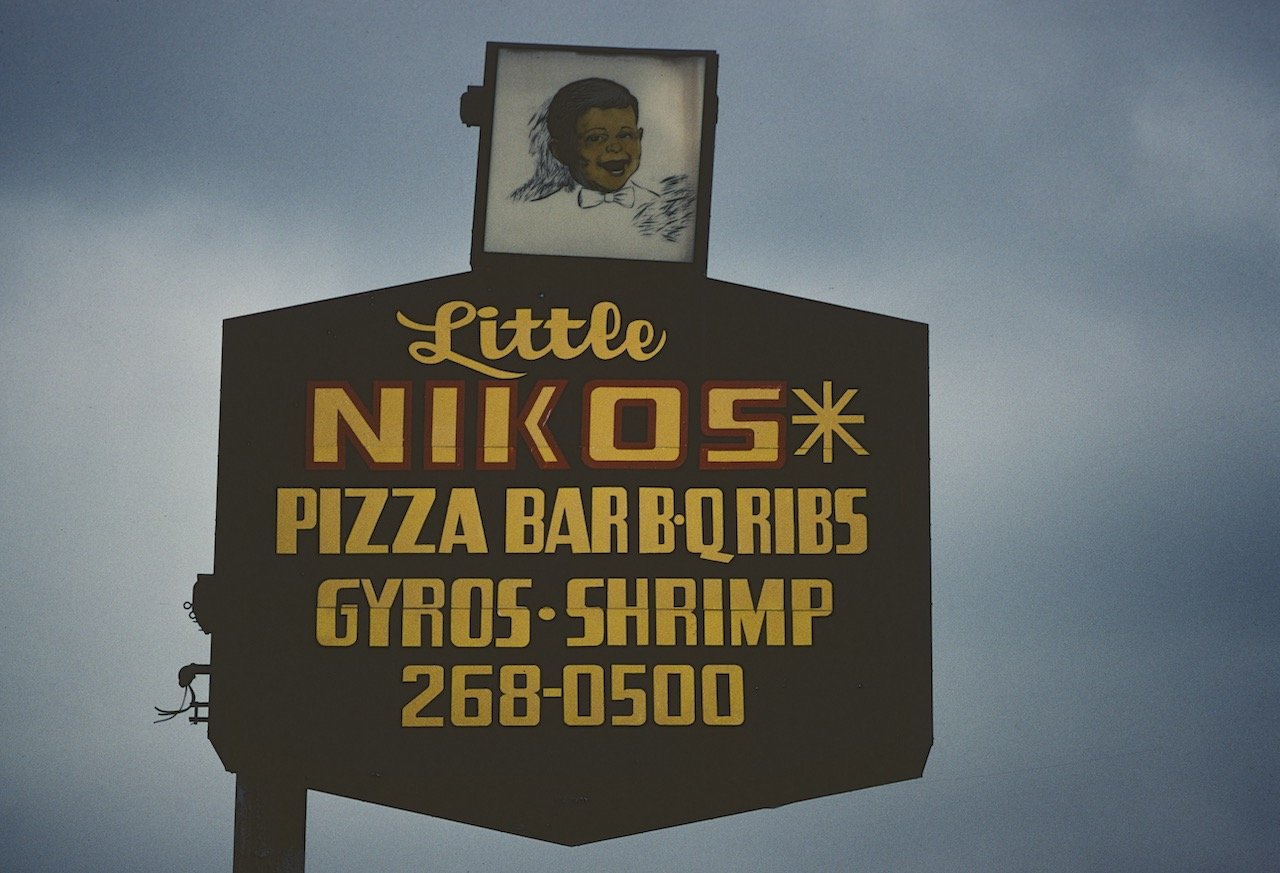 Little
NIKOS*
PIZZA BAR B·Q RIBS
GYROS·SHRIMP
268-0500